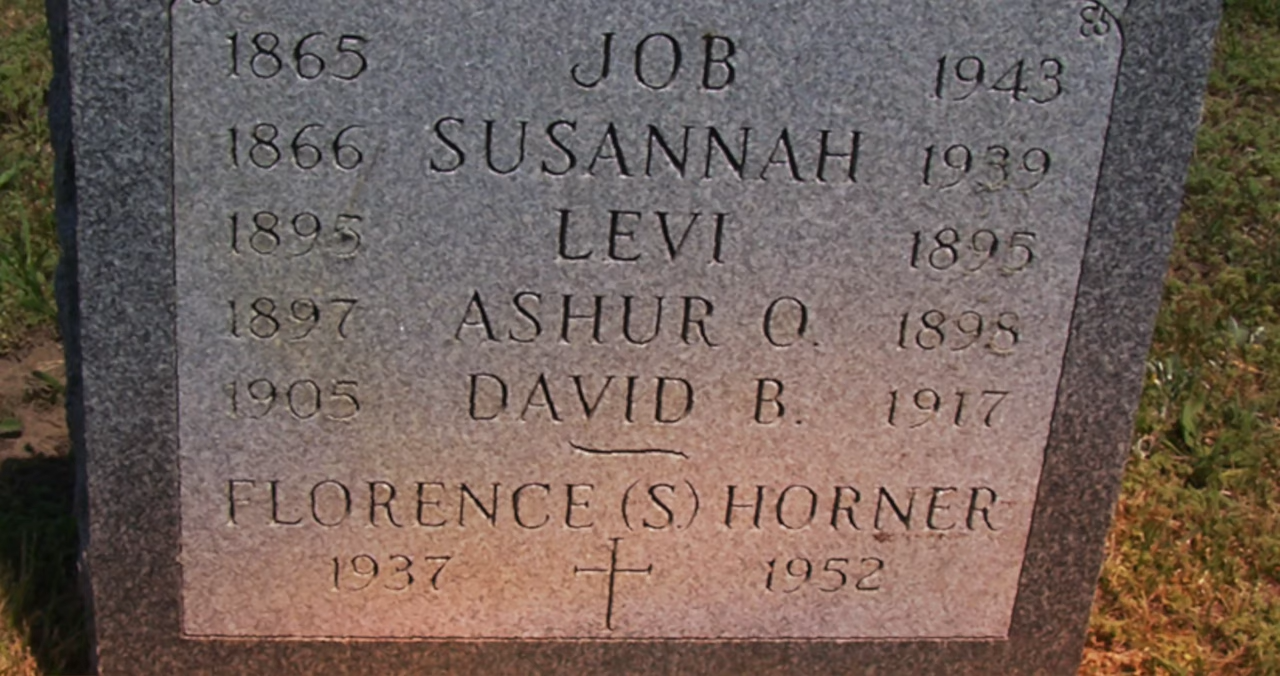 1865 JOB 1943
1866 SUSANNAH 1939
1895 LEVI 1895
1897 ASHUR O. 1898
1905 DAVID B. 1917
FLORENCE (S.) HORNER
1937 1952